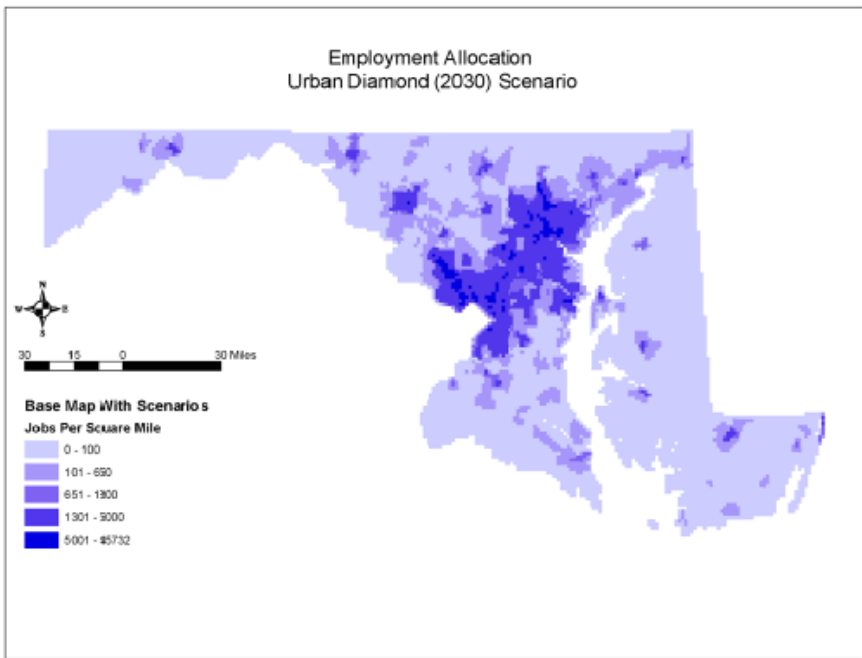 Employment Allocation
Urban Diamond (2030) Scenario
N
W E
S
30 15 0 30 Miles
Base Map With Scenarios
Jobs Per Square Mile
0 - 100
101 - 650
651 - 1300
1301 - 5000
5001 -